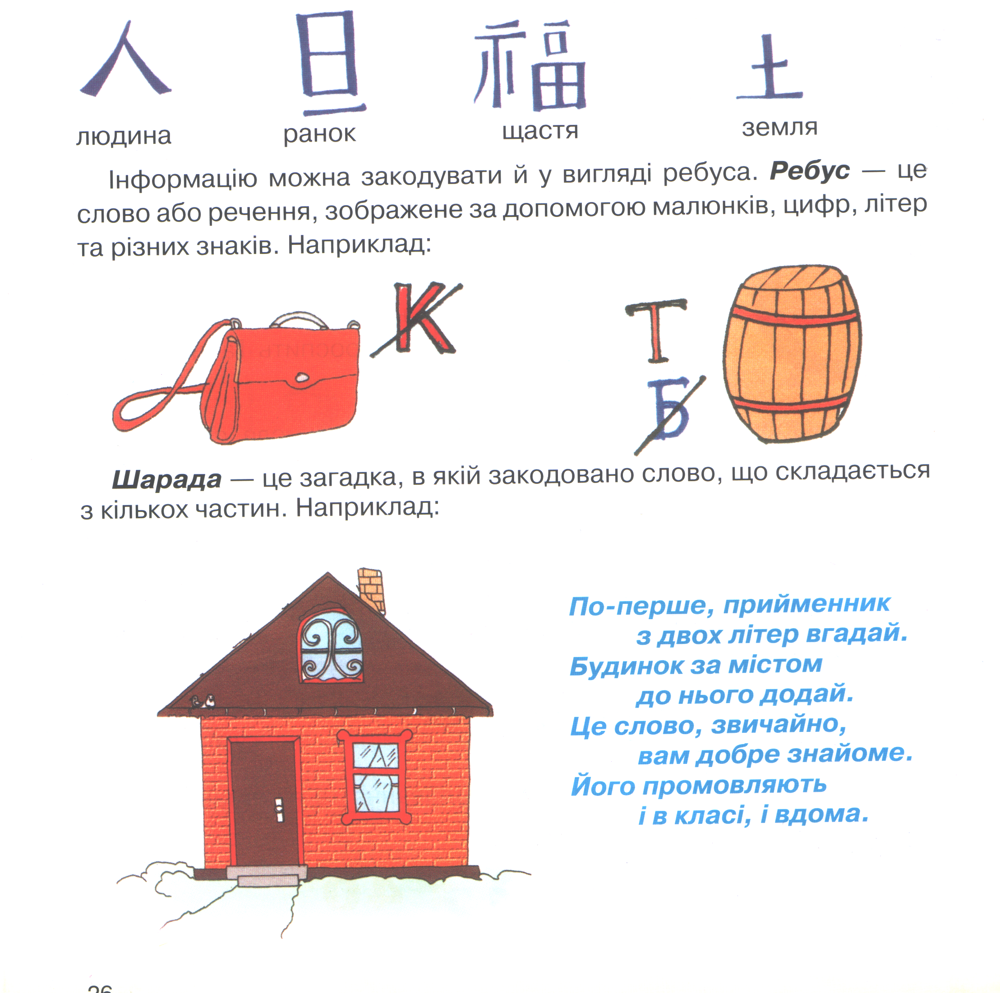 人 旦 福 土
людина ранок щастя земля
Інформацію можна закодувати й у вигляді ребуса. Ребус — це
слово або речення, зображене за допомогою малюнків, цифр, літер
та різних знаків. Наприклад:
К
Т
Б
Шарада — це загадка, в якій закодовано слово, що складається
з кількох частин. Наприклад:
По-перше, прийменник
з двох літер вгадай.
Будинок за містом
до нього додай.
Це слово, звичайно,
вам добре знайоме.
Його промовляють
і в класі, і вдома.
26